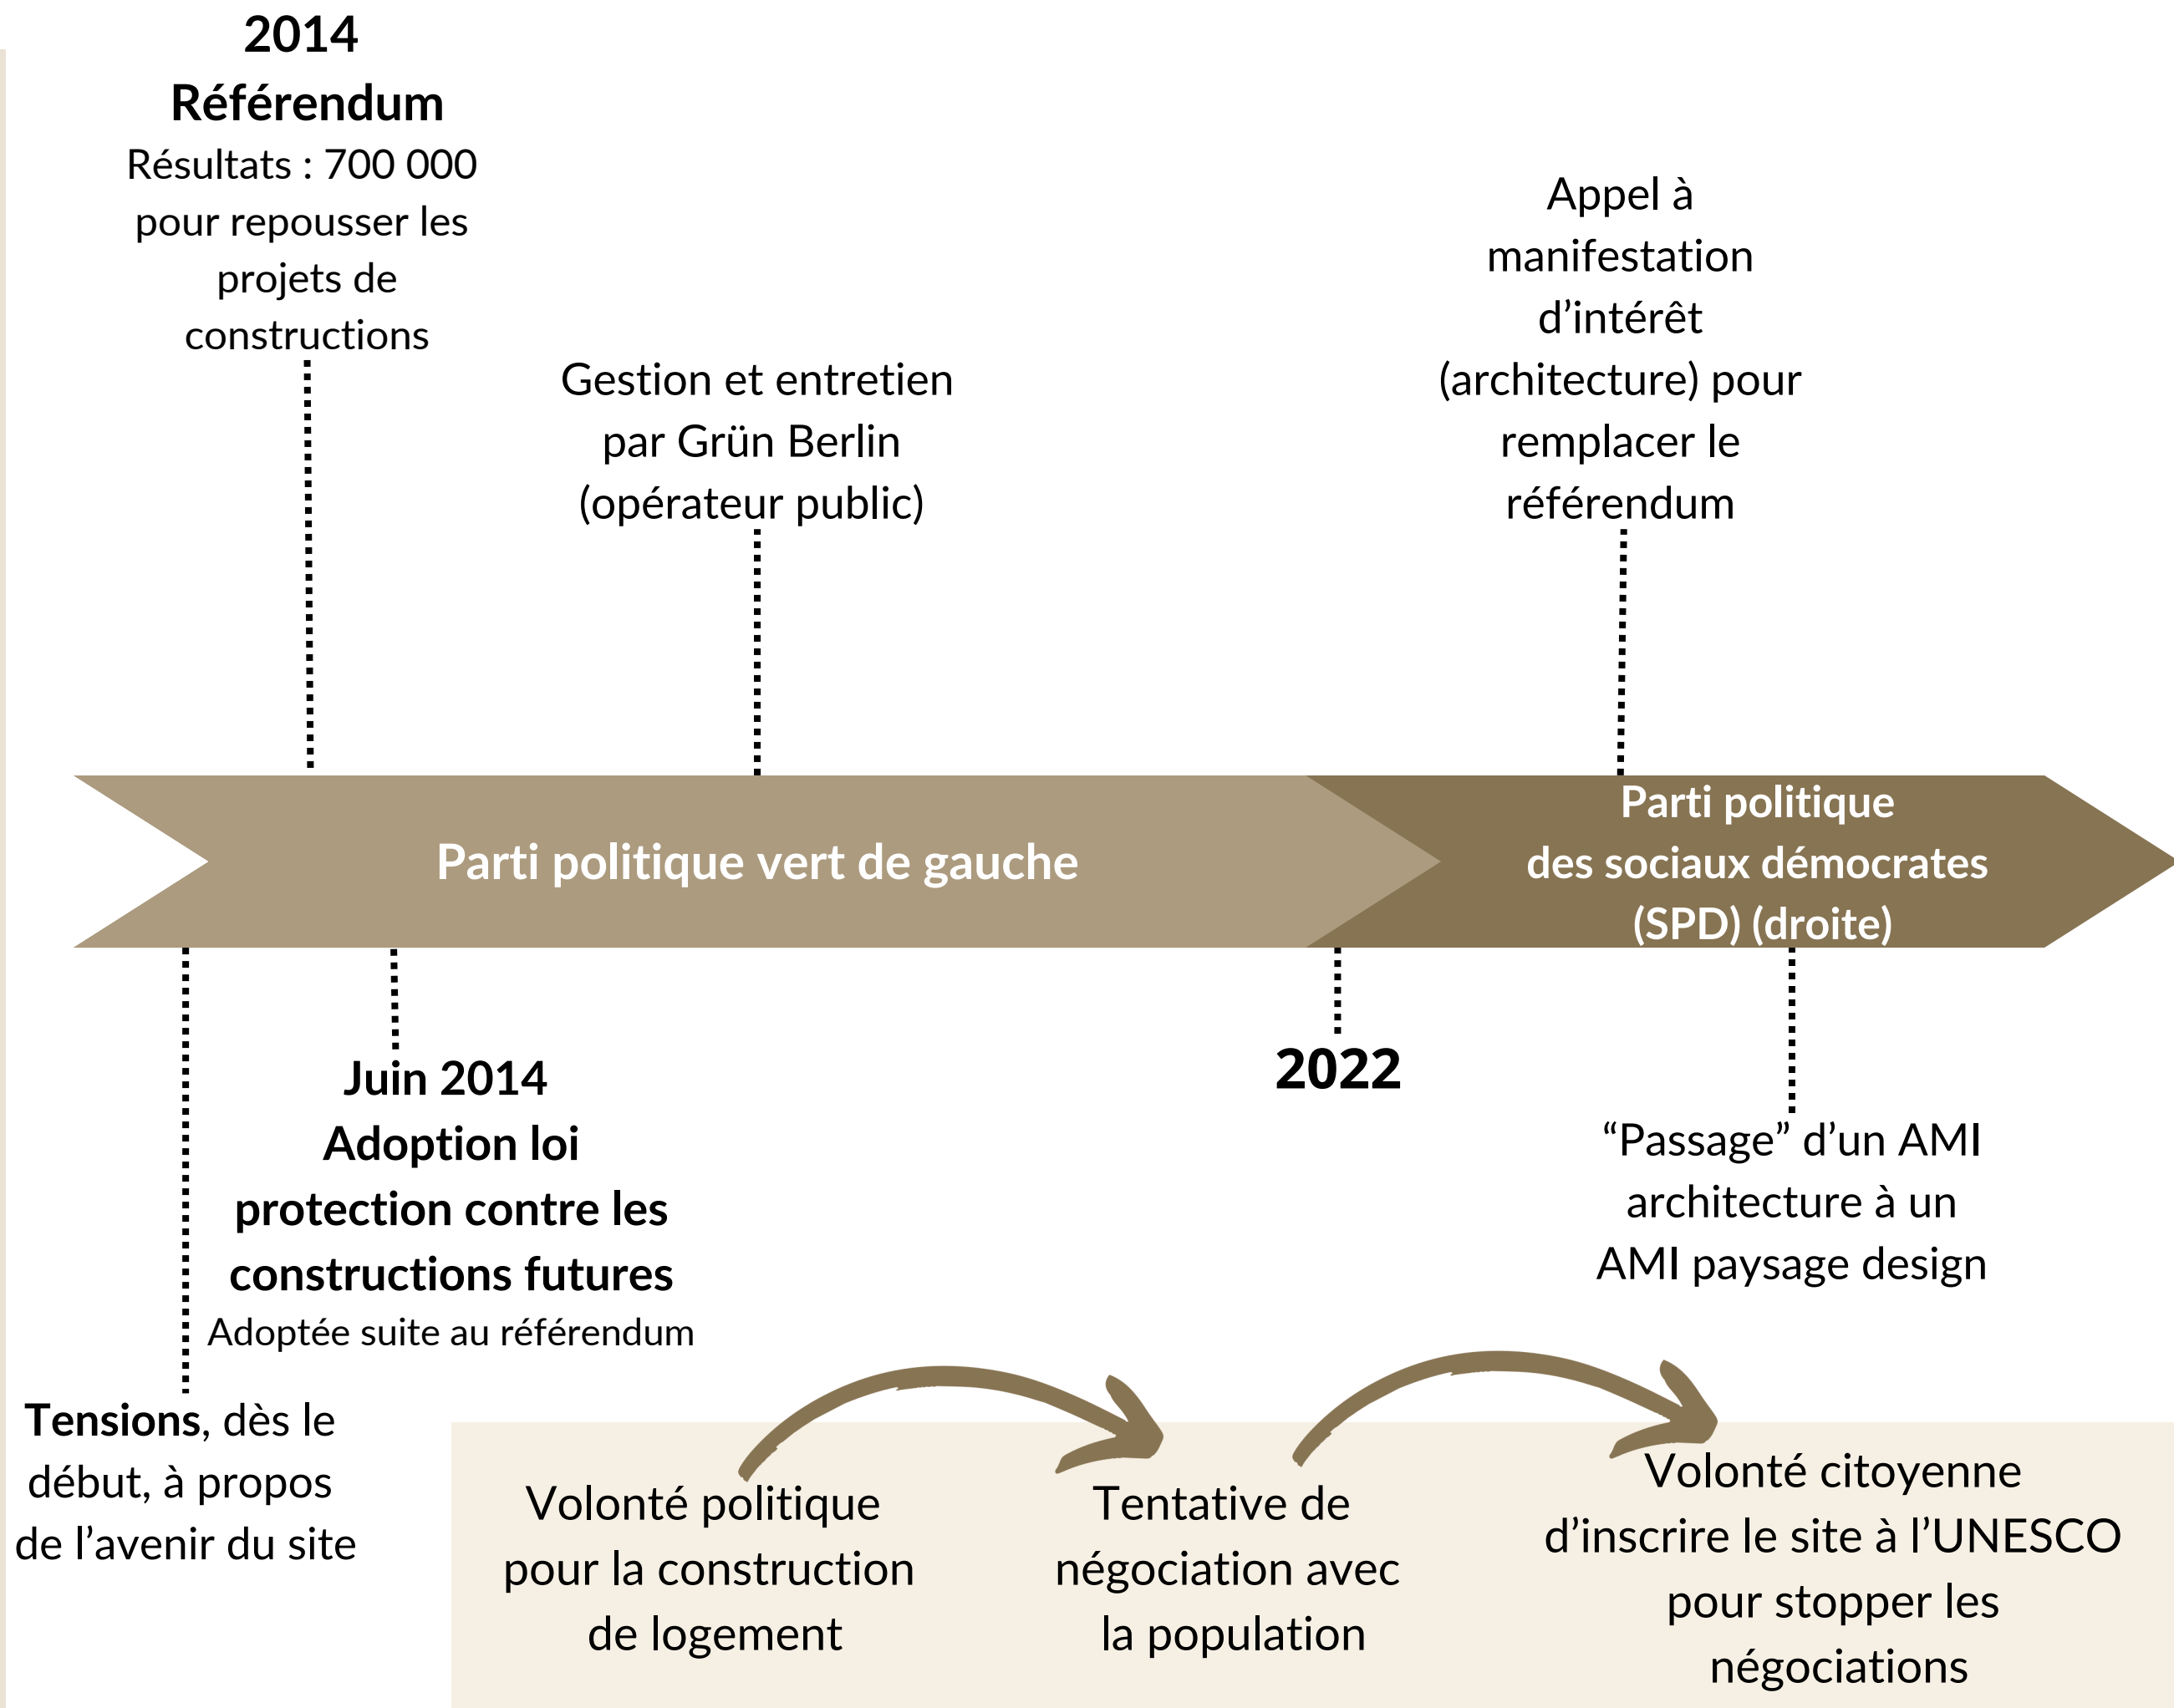 2014
Référendum
Résultats : 700 000
pour repousser les
projets de
constructions
Gestion et entretien
par Grün Berlin
(opérateur public)
Appel à
manifestation
d’intérêt
(architecture) pour
remplacer le
référendum
Parti politique vert de gauche
Parti politique
des sociaux démocrates
(SPD) (droite)
Tensions, dès le
début, à propos
de l’avenir du site
Juin 2014
Adoption loi
protection contre les
constructions futures
Adoptée suite au référendum
2022
“Passage” d’un AMI
architecture à un
AMI paysage design
Volonté politique
pour la construction
de logement
Tentative de
négociation avec
la population
Volonté citoyenne
d’inscrire le site à l’UNESCO
pour stopper les
négociations